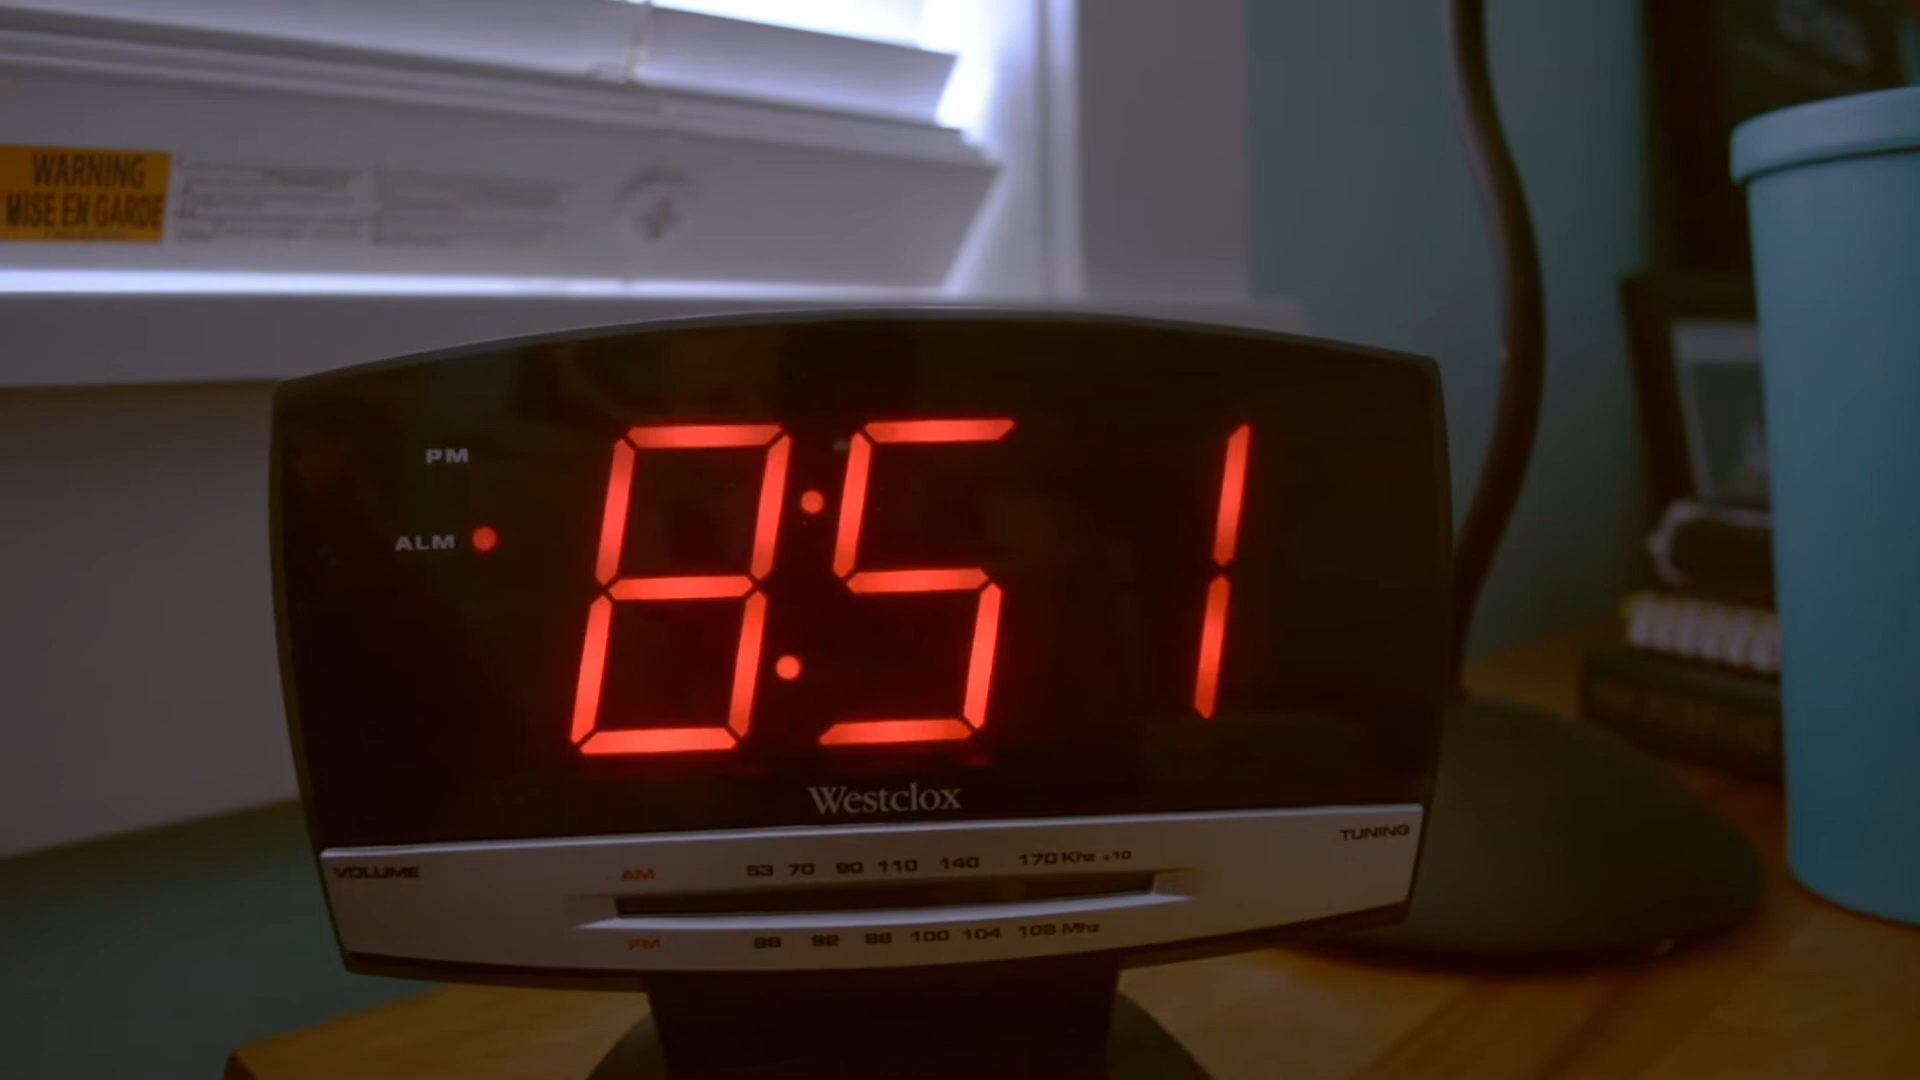 WARNING
MISE EN GARDE
PM
ALM
8:51
Westclox
VOLUME
TUNING
AM 53 70 90 110 140 170 Khz x10
FM 88 92 98 100 104 108 Mhz